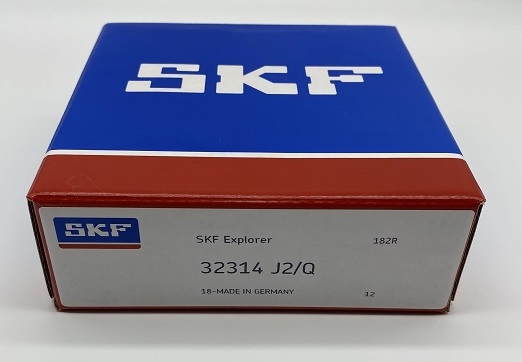 SKF
SKF
SKF Explorer 182R
32314 J2/Q
18-MADE IN GERMANY 12